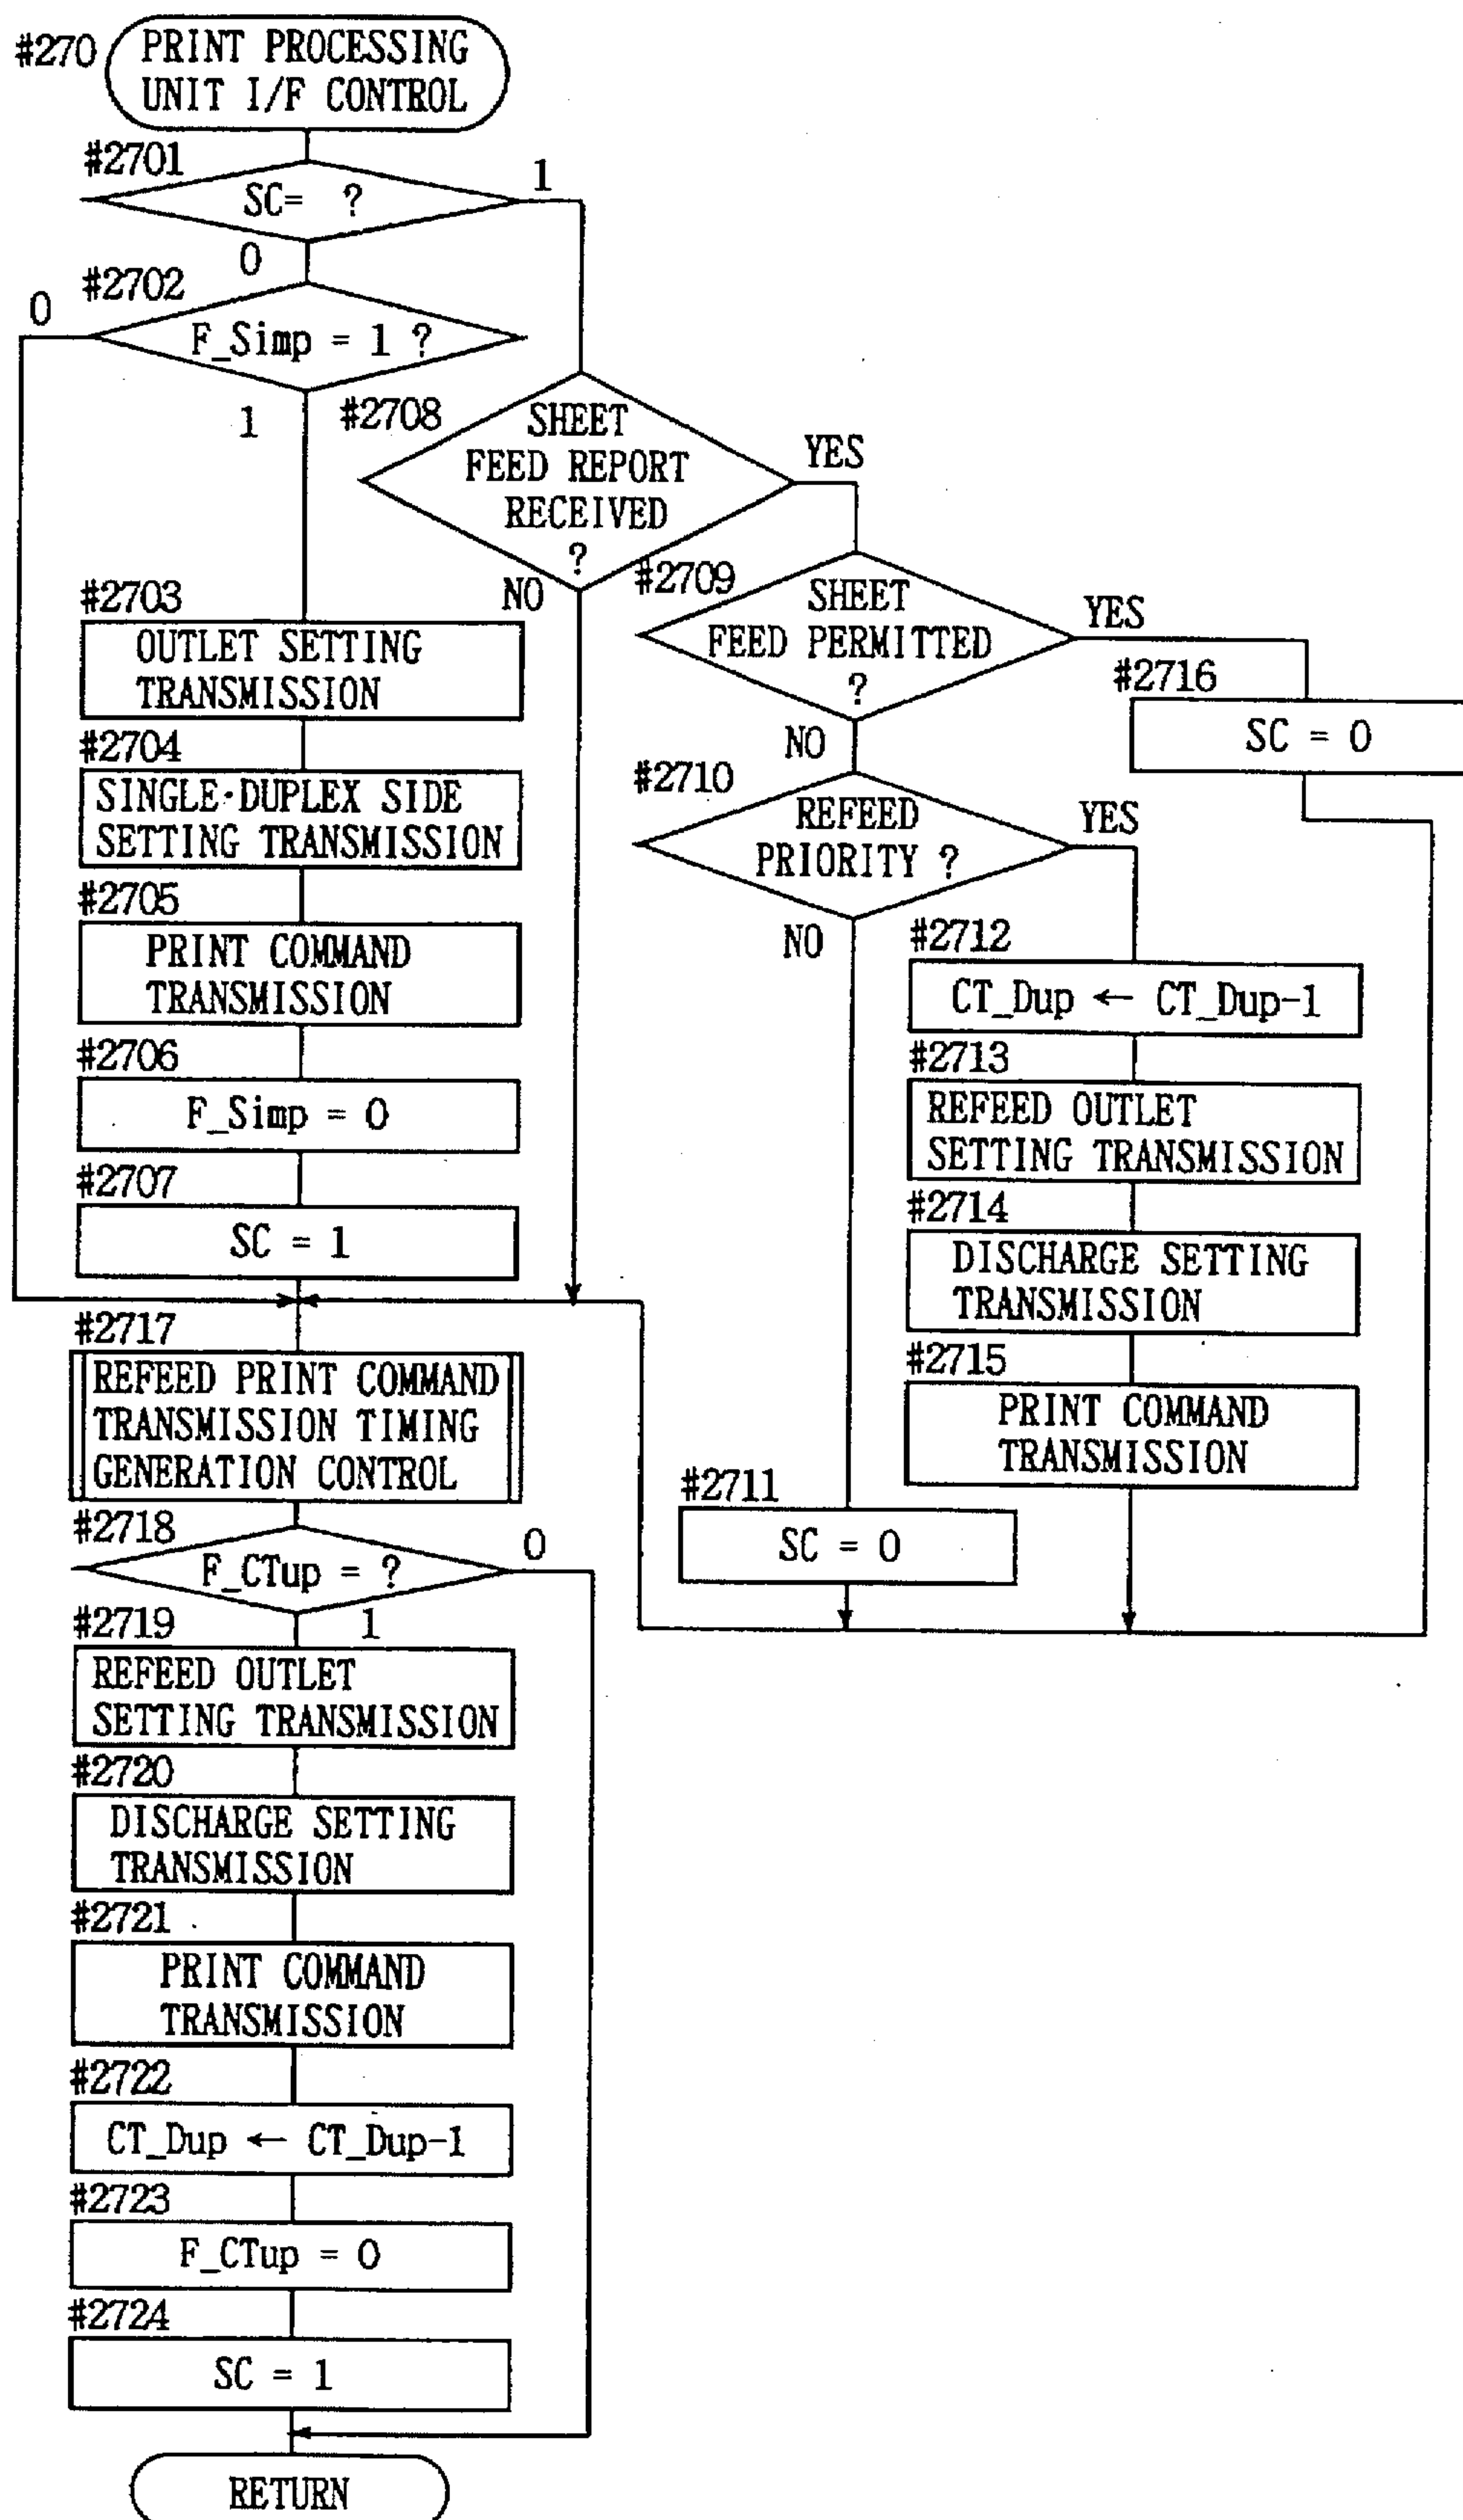 #270
PRINT PROCESSING
UNIT I/F CONTROL
#2701
SC= ?
1
0
#2702
0
F_Simp = 1 ?
1
#2708
SHEET
FEED REPORT
RECEIVED
?
YES
NO
#2703
OUTLET SETTING
TRANSMISSION
#2704
SINGLE·DUPLEX SIDE
SETTING TRANSMISSION
#2705
PRINT COMMAND
TRANSMISSION
#2706
F_Simp = 0
#2707
SC = 1
#2709
SHEET
FEED PERMITTED
?
YES
NO
#2716
SC = 0
#2710
REFEED
PRIORITY ?
YES
NO
#2712
CT_Dup ← CT_Dup-1
#2713
REFEED OUTLET
SETTING TRANSMISSION
#2714
DISCHARGE SETTING
TRANSMISSION
#2715
PRINT COMMAND
TRANSMISSION
#2711
SC = 0
#2717
REFEED PRINT COMMAND
TRANSMISSION TIMING
GENERATION CONTROL
#2718
F_CTup = ?
0
1
#2719
REFEED OUTLET
SETTING TRANSMISSION
#2720
DISCHARGE SETTING
TRANSMISSION
#2721
PRINT COMMAND
TRANSMISSION
#2722
CT_Dup ← CT_Dup-1
#2723
F_CTup = 0
#2724
SC = 1
RETURN